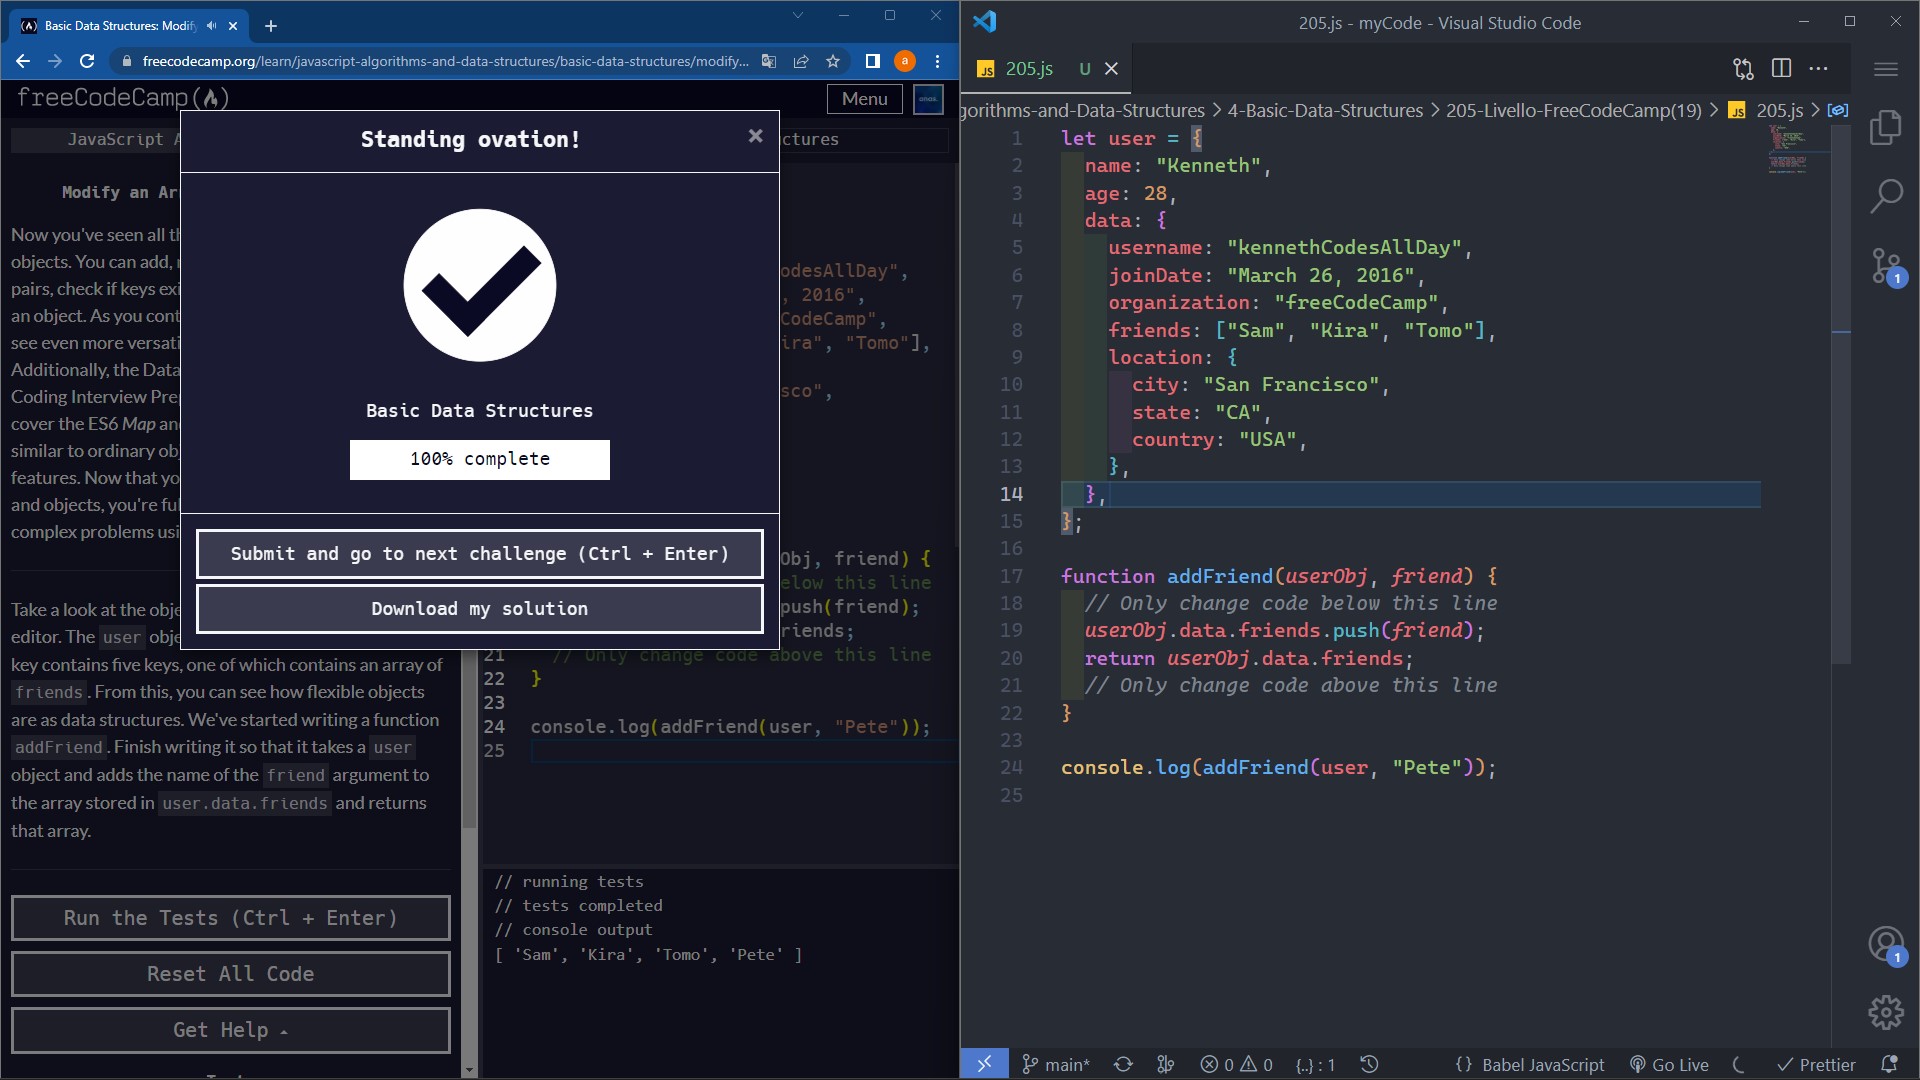 Basic Data Structures: Modify
freecodecamp.org/learn/javascript-algorithms-and-data-structures/basic-data-structures/modify...
a
freeCodeCamp
Menu
JavaScript A
ctures
Modify an Ar
Now you've seen all th
objects. You can add,
pairs, check if keys exi
an object. As you cont
see even more versati
Additionally, the Data
Coding Interview Prep
cover the ES6 Map and
similar to ordinary obj
features. Now that yo
and objects, you're ful
complex problems usi
Take a look at the obje
editor. The user obje
key contains five keys, one of which contains an array of
friends. From this, you can see how flexible objects
are as data structures. We've started writing a function
addFriend. Finish writing it so that it takes a user
object and adds the name of the friend argument to
the array stored in user.data.friends and returns
that array.
Run the Tests (Ctrl + Enter)
Reset All Code
Get Help
Standing ovation!
×
Basic Data Structures
100% complete
Submit and go to next challenge (Ctrl + Enter)
Download my solution
odesAllDay",
, 2016",
CodeCamp",
ira", "Tomo"],
sco",
Obj, friend) {
elow this line
push(friend);
riends;
21 // Only change code above this line
22 }
23
24 console.log(addFriend(user, "Pete"));
25
// running tests
// tests completed
// console output
[ 'Sam', 'Kira', 'Tomo', 'Pete' ]
205.js - myCode - Visual Studio Code
JS 205.js U
gorithms-and-Data-Structures > 4-Basic-Data-Structures > 205-Livello-FreeCodeCamp(19) > JS 205.js >
1 let user = {
2 name: "Kenneth",
3 age: 28,
4 data: {
5 username: "kennethCodesAllDay",
6 joinDate: "March 26, 2016",
7 organization: "freeCodeCamp",
8 friends: ["Sam", "Kira", "Tomo"],
9 location: {
10 city: "San Francisco",
11 state: "CA",
12 country: "USA",
13 },
14 },
15 };
16
17 function addFriend(userObj, friend) {
18 // Only change code below this line
19 userObj.data.friends.push(friend);
20 return userObj.data.friends;
21 // Only change code above this line
22 }
23
24 console.log(addFriend(user, "Pete"));
25
1
1
main* 0 0 {..} : 1 {} Babel JavaScript Go Live Prettier